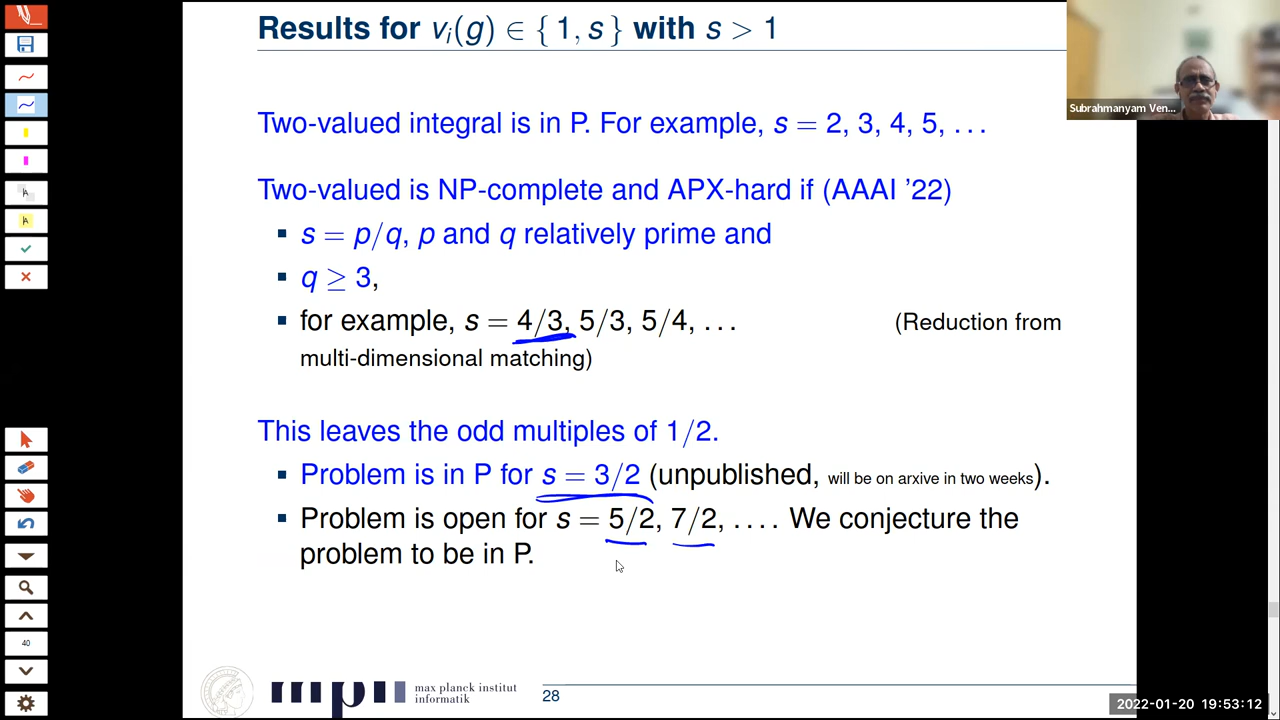 Results for vᵢ(g) ∈ { 1, s } with s > 1
Subrahmanyam Ven...
Two-valued integral is in P. For example, s = 2, 3, 4, 5, ...
Two-valued is NP-complete and APX-hard if (AAAI '22)
▪ s = p/q, p and q relatively prime and
▪ q ≥ 3,
▪ for example, s = 4/3, 5/3, 5/4, ... (Reduction from
multi-dimensional matching)
This leaves the odd multiples of 1/2.
▪ Problem is in P for s = 3/2 (unpublished, will be on arxive in two weeks).
▪ Problem is open for s = 5/2, 7/2, .... We conjecture the
problem to be in P.
40
max planck institut
informatik
28
2022-01-20 19:53:12